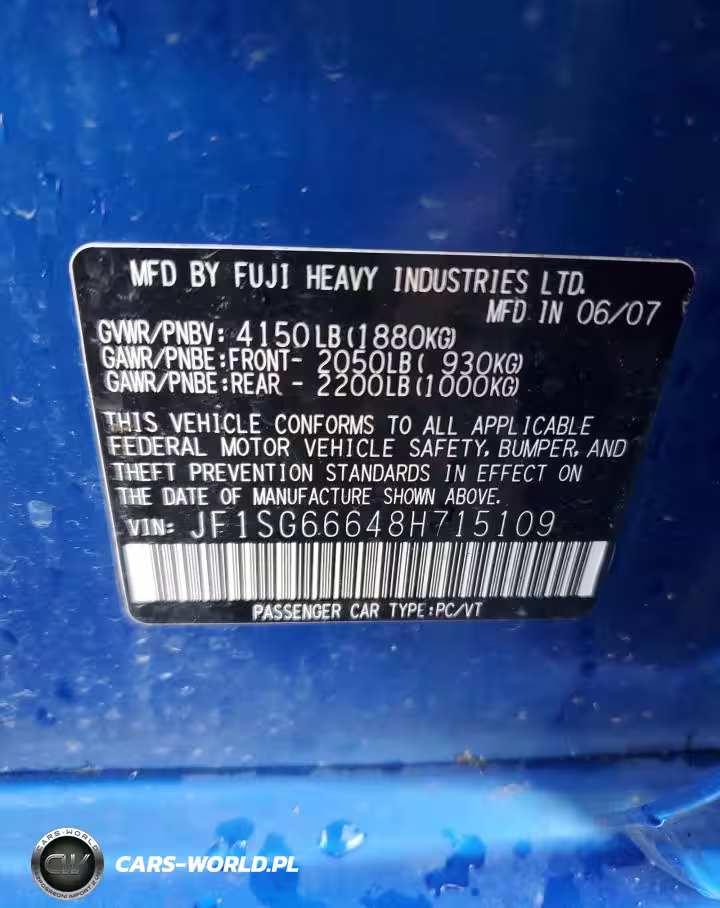 MFD BY FUJI HEAVY INDUSTRIES LTD.
MFD IN 06/07
GVWR/PNBV: 4150LB(1880KG)
GAWR/PNBE:FRONT- 2050LB( 930KG)
GAWR/PNBE:REAR - 2200LB(1000KG)
THIS VEHICLE CONFORMS TO ALL APPLICABLE
FEDERAL MOTOR VEHICLE SAFETY, BUMPER, AND
THEFT PREVENTION STANDARDS IN EFFECT ON
THE DATE OF MANUFACTURE SHOWN ABOVE.
VIN: JF1SG66648H715109
PASSENGER CAR TYPE:PC/VT
CARS-WORLD
CW
CARS-WORLD.PL